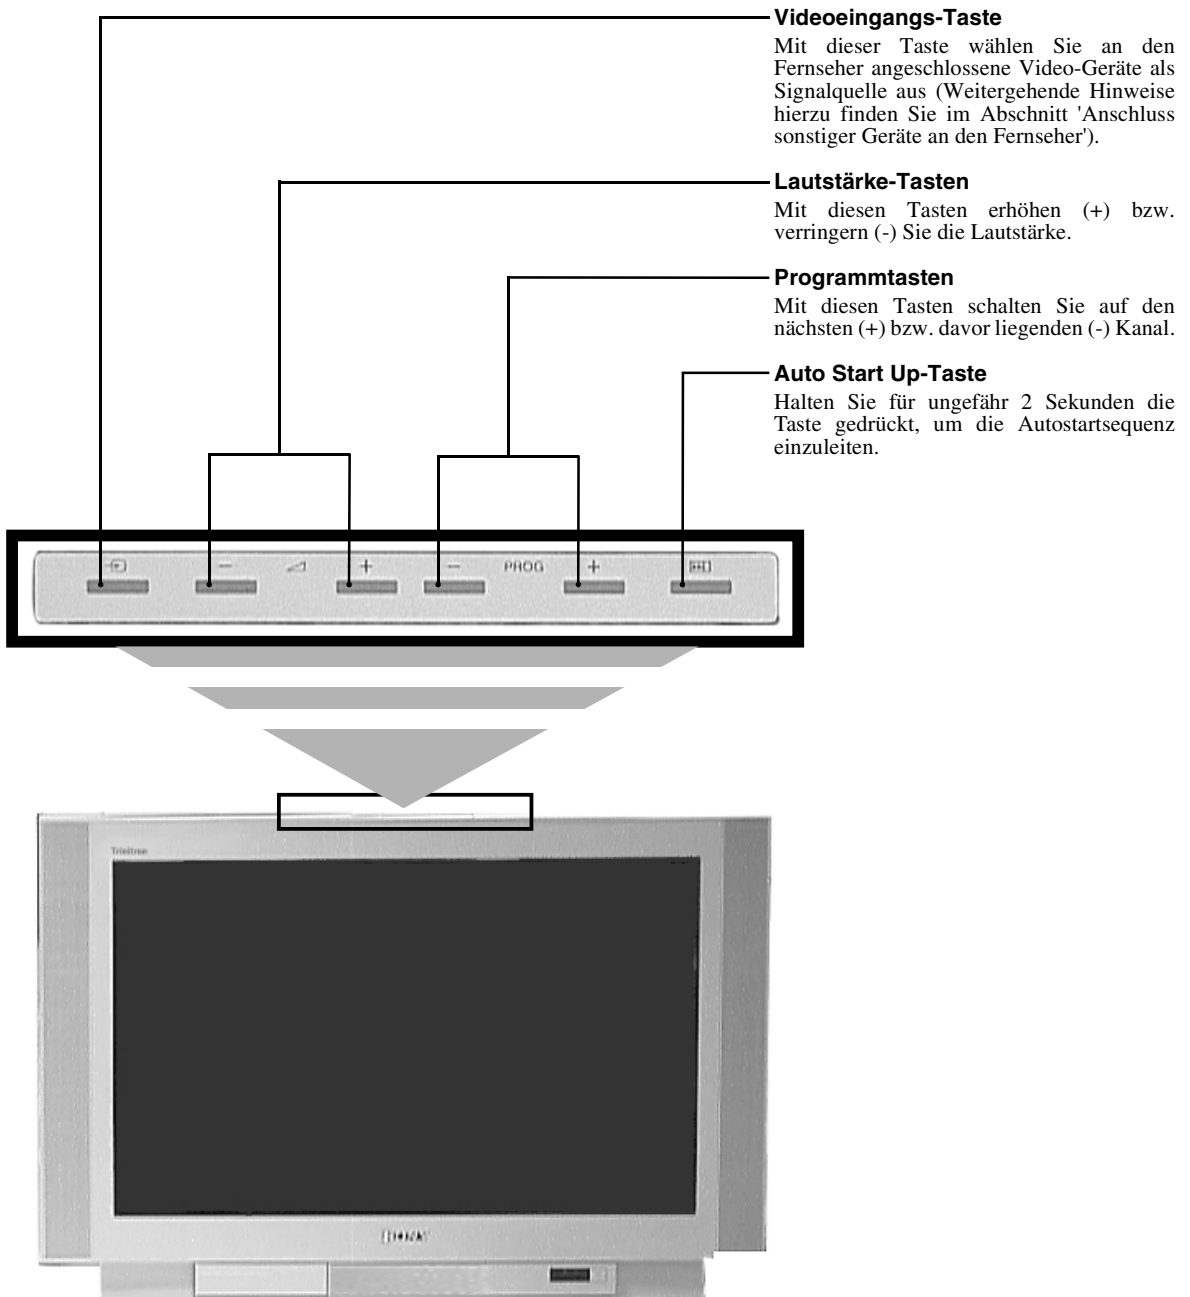 Videoeingangs-Taste
Mit dieser Taste wählen Sie an den
Fernseher angeschlossene Video-Geräte als
Signalquelle aus (Weitergehende Hinweise
hierzu finden Sie im Abschnitt 'Anschluss
sonstiger Geräte an den Fernseher').
Lautstärke-Tasten
Mit diesen Tasten erhöhen (+) bzw.
verringern (-) Sie die Lautstärke.
Programmtasten
Mit diesen Tasten schalten Sie auf den
nächsten (+) bzw. davor liegenden (-) Kanal.
Auto Start Up-Taste
Halten Sie für ungefähr 2 Sekunden die
Taste gedrückt, um die Autostartsequenz
einzuleiten.
− + − PROG +
Trinitron